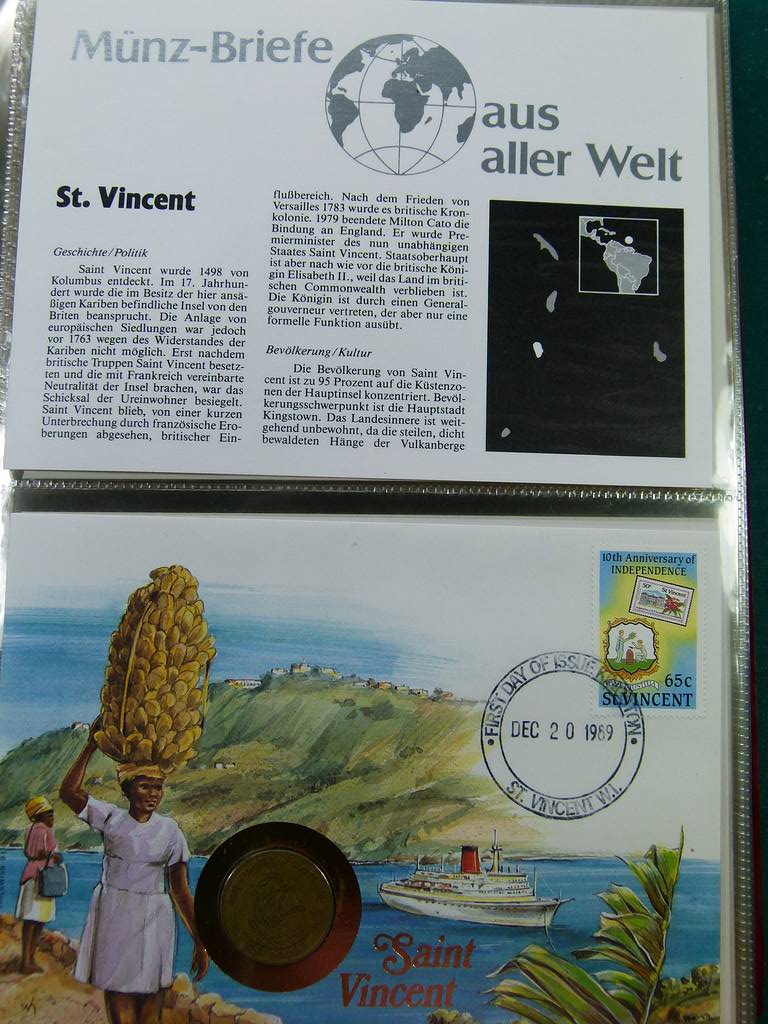 Münz-Briefe
aus
aller Welt
St. Vincent
Geschichte/Politik
Saint Vincent wurde 1498 von
Kolumbus entdeckt. Im 17. Jahrhun-
dert wurde die im Besitz der hier ansä-
ßigen Kariben befindliche Insel von den
Briten beansprucht. Die Anlage von
europäischen Siedlungen war jedoch
vor 1763 wegen des Widerstandes der
Kariben nicht möglich. Erst nachdem
britische Truppen Saint Vincent besetz-
ten und die mit Frankreich vereinbarte
Neutralität der Insel brachen, war das
Schicksal der Ureinwohner besiegelt.
Saint Vincent blieb, von einer kurzen
Unterbrechung durch französische Ero-
berungen abgesehen, britischer Ein-
flußbereich. Nach dem Frieden von
Versailles 1783 wurde es britische Kron-
kolonie. 1979 beendete Milton Cato die
Bindung an England. Er wurde Pre-
mierminister des nun unabhängigen
Staates Saint Vincent. Staatsoberhaupt
ist aber nach wie vor die britische Köni-
gin Elisabeth II., weil das Land im briti-
schen Commonwealth verblieben ist.
Die Königin ist durch einen General-
gouverneur vertreten, der aber nur eine
formelle Funktion ausübt.
Bevölkerung/Kultur
Die Bevölkerung von Saint Vin-
cent ist zu 95 Prozent auf die Küstenzo-
nen der Hauptinsel konzentriert. Bevöl-
kerungsschwerpunkt ist die Hauptstadt
Kingstown. Das Landesinnere ist weit-
gehend unbewohnt, da die steilen, dicht
bewaldeten Hänge der Vulkanberge
10th Anniversary of
INDEPENDENCE
50c
St Vincent
65c
St.VINCENT
FIRST DAY OF ISSUE
DEC 20 1989
ST. VINCENT W.I.
Saint
Vincent